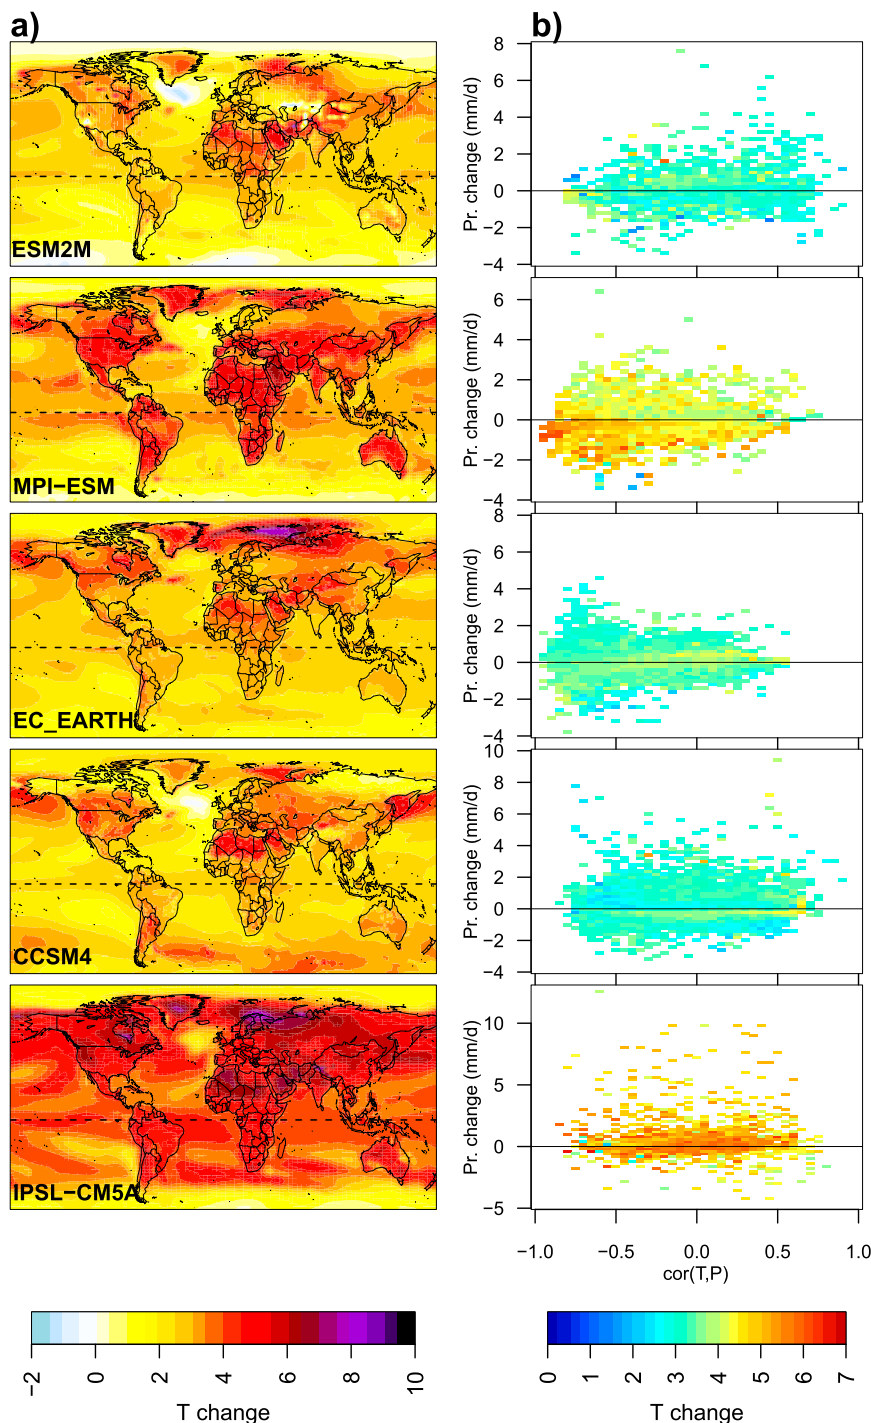 a)
b)
ESM2M
Pr. change (mm/d)
8
6
4
2
0
−2
−4
MPI−ESM
Pr. change (mm/d)
6
4
2
0
−2
−4
EC_EARTH
Pr. change (mm/d)
8
6
4
2
0
−2
−4
CCSM4
Pr. change (mm/d)
10
8
6
4
2
0
−2
−4
IPSL−CM5A
Pr. change (mm/d)
10
5
0
−5
−1.0 −0.5 0.0 0.5 1.0
cor(T,P)
−2 0 2 4 6 8 10
T change
0 1 2 3 4 5 6 7
T change